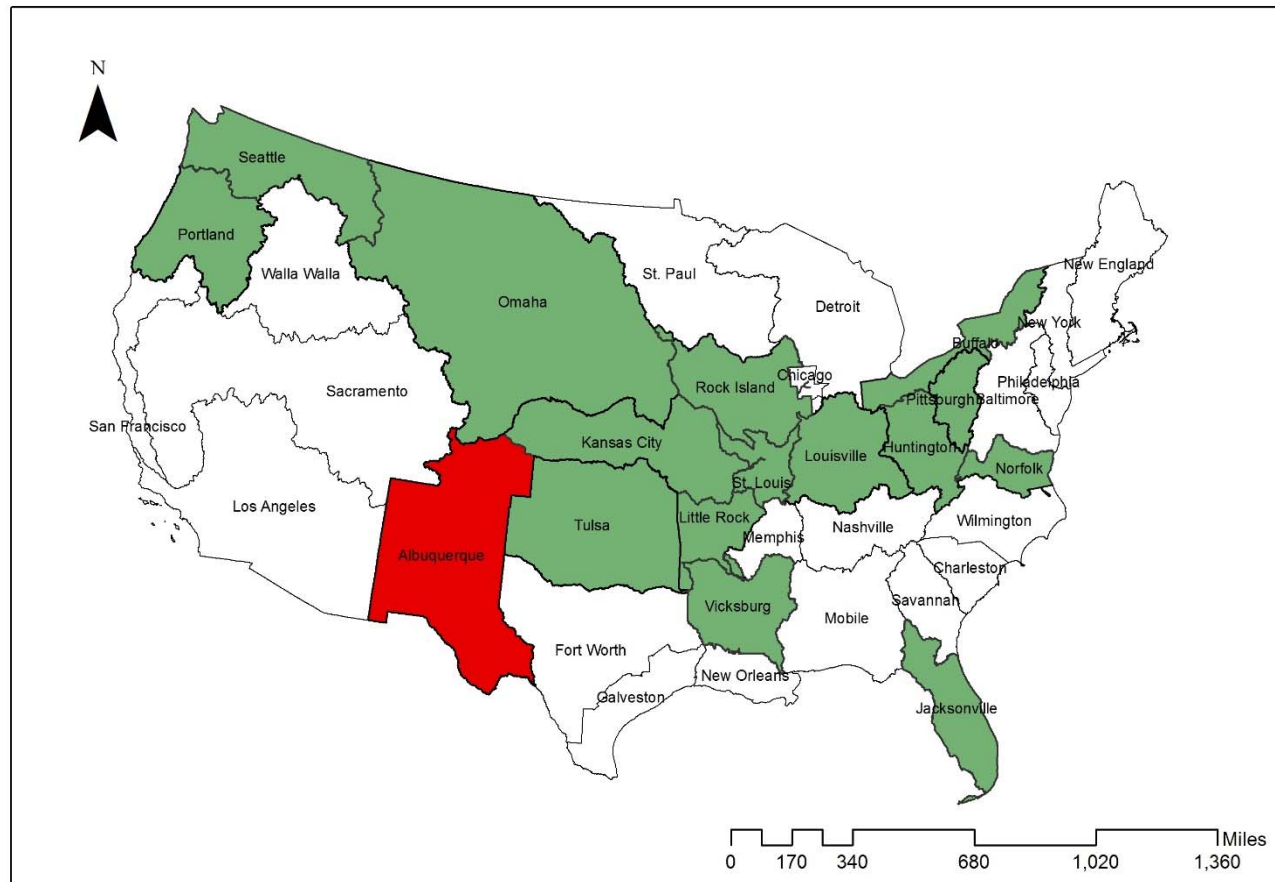 N
Seattle
Portland
Walla Walla
St. Paul
New England
Omaha
Detroit
New York
Buffalo
Chicago
Rock Island
Philadelphia
Sacramento
Pittsburgh
Baltimore
San Francisco
Kansas City
Huntington
Louisville
Norfolk
St. Louis
Los Angeles
Little Rock
Wilmington
Tulsa
Memphis
Nashville
Albuquerque
Charleston
Savannah
Vicksburg
Mobile
Fort Worth
New Orleans
Galveston
Jacksonville
Miles
0 170 340 680 1,020 1,360